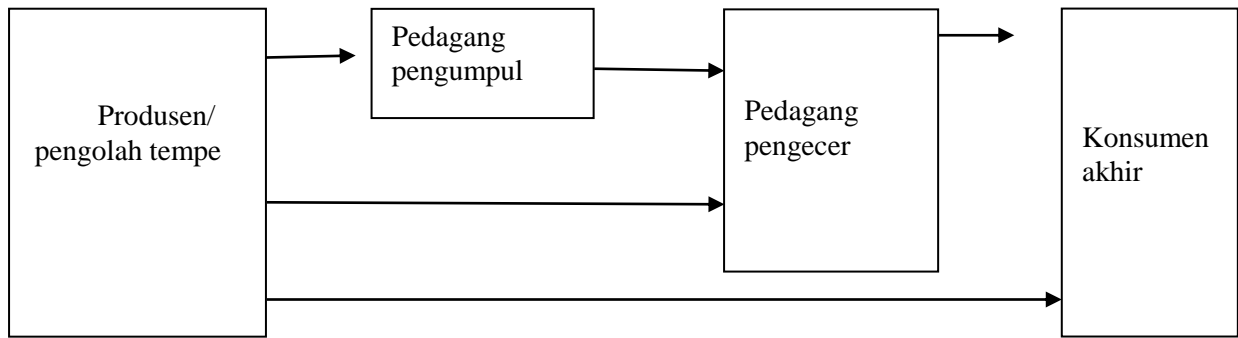 Produsen/
pengolah tempe
Pedagang
pengumpul
Pedagang
pengecer
Konsumen
akhir